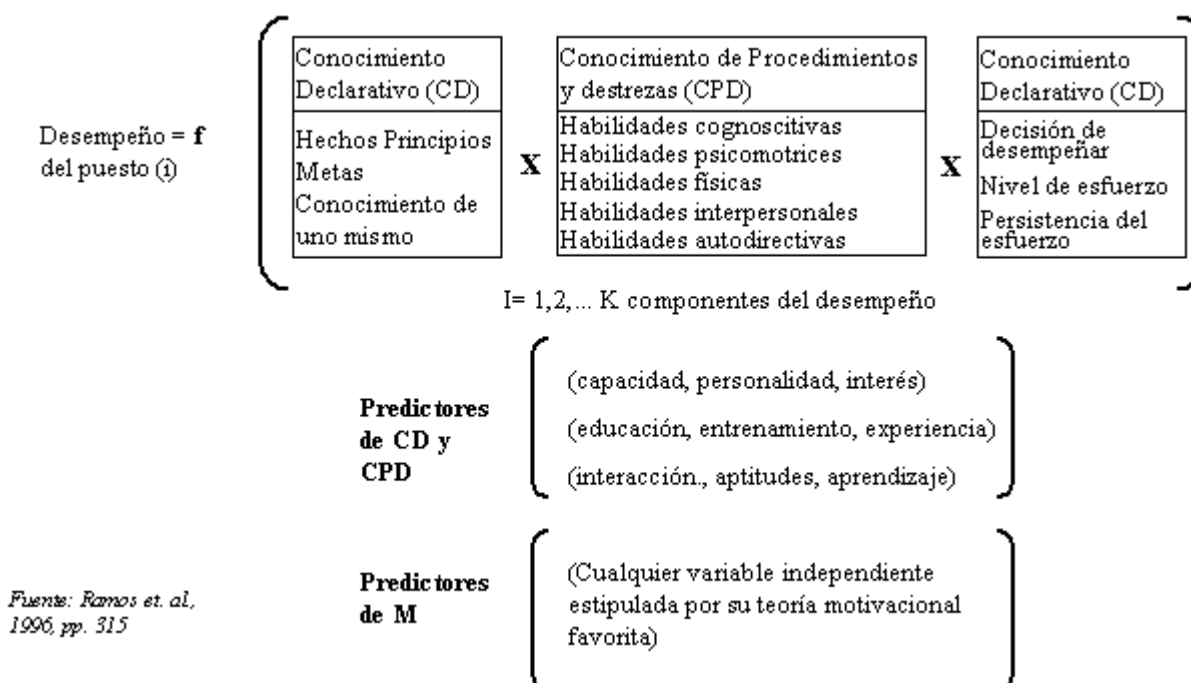 Desempeño = f
del puesto (i)
Conocimiento
Declarativo (CD)
Hechos Principios
Metas
Conocimiento de
uno mismo
X
Conocimiento de Procedimientos
y destrezas (CPD)
Habilidades cognoscitivas
Habilidades psicomotrices
Habilidades físicas
Habilidades interpersonales
Habilidades autodirectivas
X
Conocimiento
Declarativo (CD)
Decisión de
desempeñar
Nivel de esfuerzo
Persistencia del
esfuerzo
I= 1,2,... K componentes del desempeño
Predictores
de CD y
CPD
(capacidad, personalidad, interés)
(educación, entrenamiento, experiencia)
(interacción., aptitudes, aprendizaje)
Predictores
de M
(Cualquier variable independiente
estipulada por su teoría motivacional
favorita)
Fuente: Ramos et. al,
1996, pp. 315